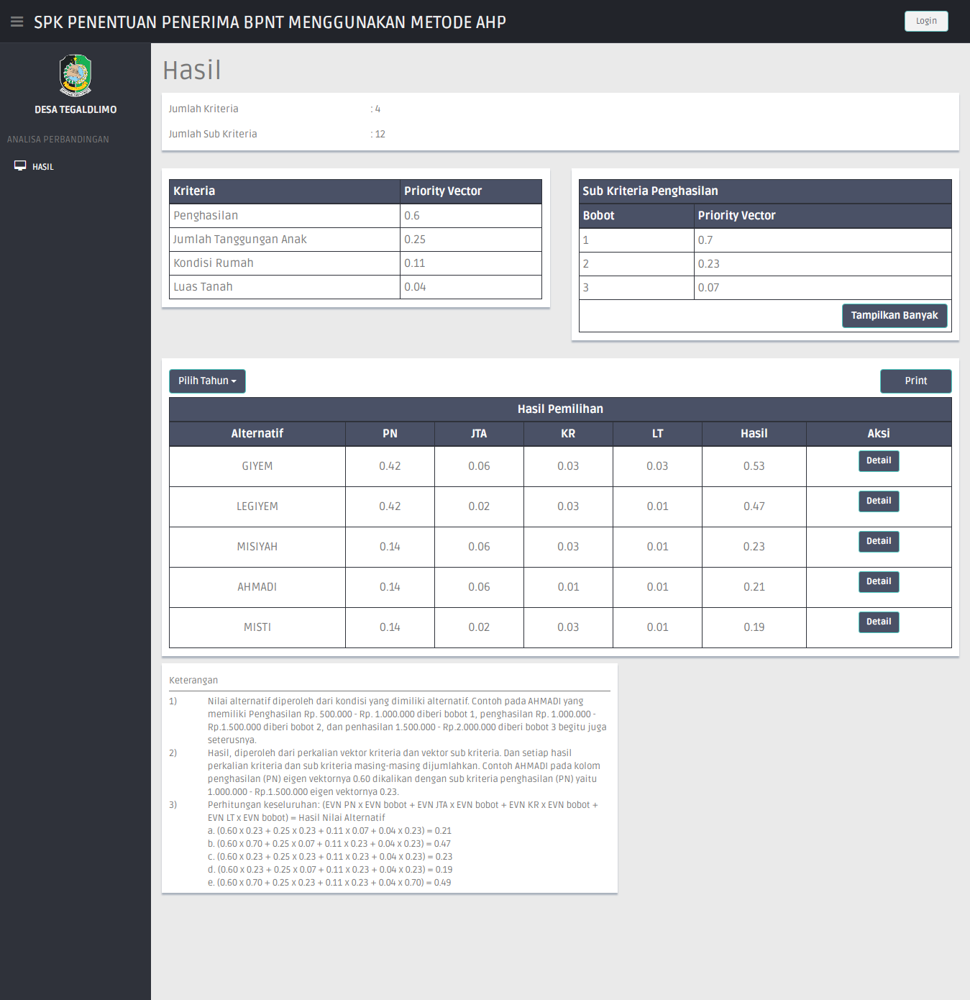 SPK PENENTUAN PENERIMA BPNT MENGGUNAKAN METODE AHP
Login
DESA TEGALDLIMO
ANALISA PERBANDINGAN
HASIL
Hasil
Jumlah Kriteria : 4
Jumlah Sub Kriteria : 12
Kriteria Priority Vector
Penghasilan 0.6
Jumlah Tanggungan Anak 0.25
Kondisi Rumah 0.11
Luas Tanah 0.04
Sub Kriteria Penghasilan
Bobot Priority Vector
1 0.7
2 0.23
3 0.07
Tampilkan Banyak
Pilih Tahun
Print
Hasil Pemilihan
Alternatif PN JTA KR LT Hasil Aksi
GIYEM 0.42 0.06 0.03 0.03 0.53 Detail
LEGIYEM 0.42 0.02 0.03 0.01 0.47 Detail
MISIYAH 0.14 0.06 0.03 0.01 0.23 Detail
AHMADI 0.14 0.06 0.01 0.01 0.21 Detail
MISTI 0.14 0.02 0.03 0.01 0.19 Detail
Keterangan
1) Nilai alternatif diperoleh dari kondisi yang dimiliki alternatif. Contoh pada AHMADI yang
memiliki Penghasilan Rp. 500.000 - Rp. 1.000.000 diberi bobot 1, penghasilan Rp. 1.000.000 -
Rp.1.500.000 diberi bobot 2, dan penhasilan 1.500.000 - Rp.2.000.000 diberi bobot 3 begitu juga
seterusnya.
2) Hasil, diperoleh dari perkalian vektor kriteria dan vektor sub kriteria. Dan setiap hasil
perkalian kriteria dan sub kriteria masing-masing dijumlahkan. Contoh AHMADI pada kolom
penghasilan (PN) eigen vektornya 0.60 dikalikan dengan sub kriteria penghasilan (PN) yaitu
1.000.000 - Rp.1.500.000 eigen vektornya 0.23.
3) Perhitungan keseluruhan: (EVN PN x EVN bobot + EVN JTA x EVN bobot + EVN KR x EVN bobot +
EVN LT x EVN bobot) = Hasil Nilai Alternatif
a. (0.60 x 0.23 + 0.25 x 0.23 + 0.11 x 0.07 + 0.04 x 0.23) = 0.21
b. (0.60 x 0.70 + 0.25 x 0.07 + 0.11 x 0.23 + 0.04 x 0.23) = 0.47
c. (0.60 x 0.23 + 0.25 x 0.23 + 0.11 x 0.23 + 0.04 x 0.23) = 0.23
d. (0.60 x 0.23 + 0.25 x 0.07 + 0.11 x 0.23 + 0.04 x 0.23) = 0.19
e. (0.60 x 0.70 + 0.25 x 0.23 + 0.11 x 0.23 + 0.04 x 0.70) = 0.49